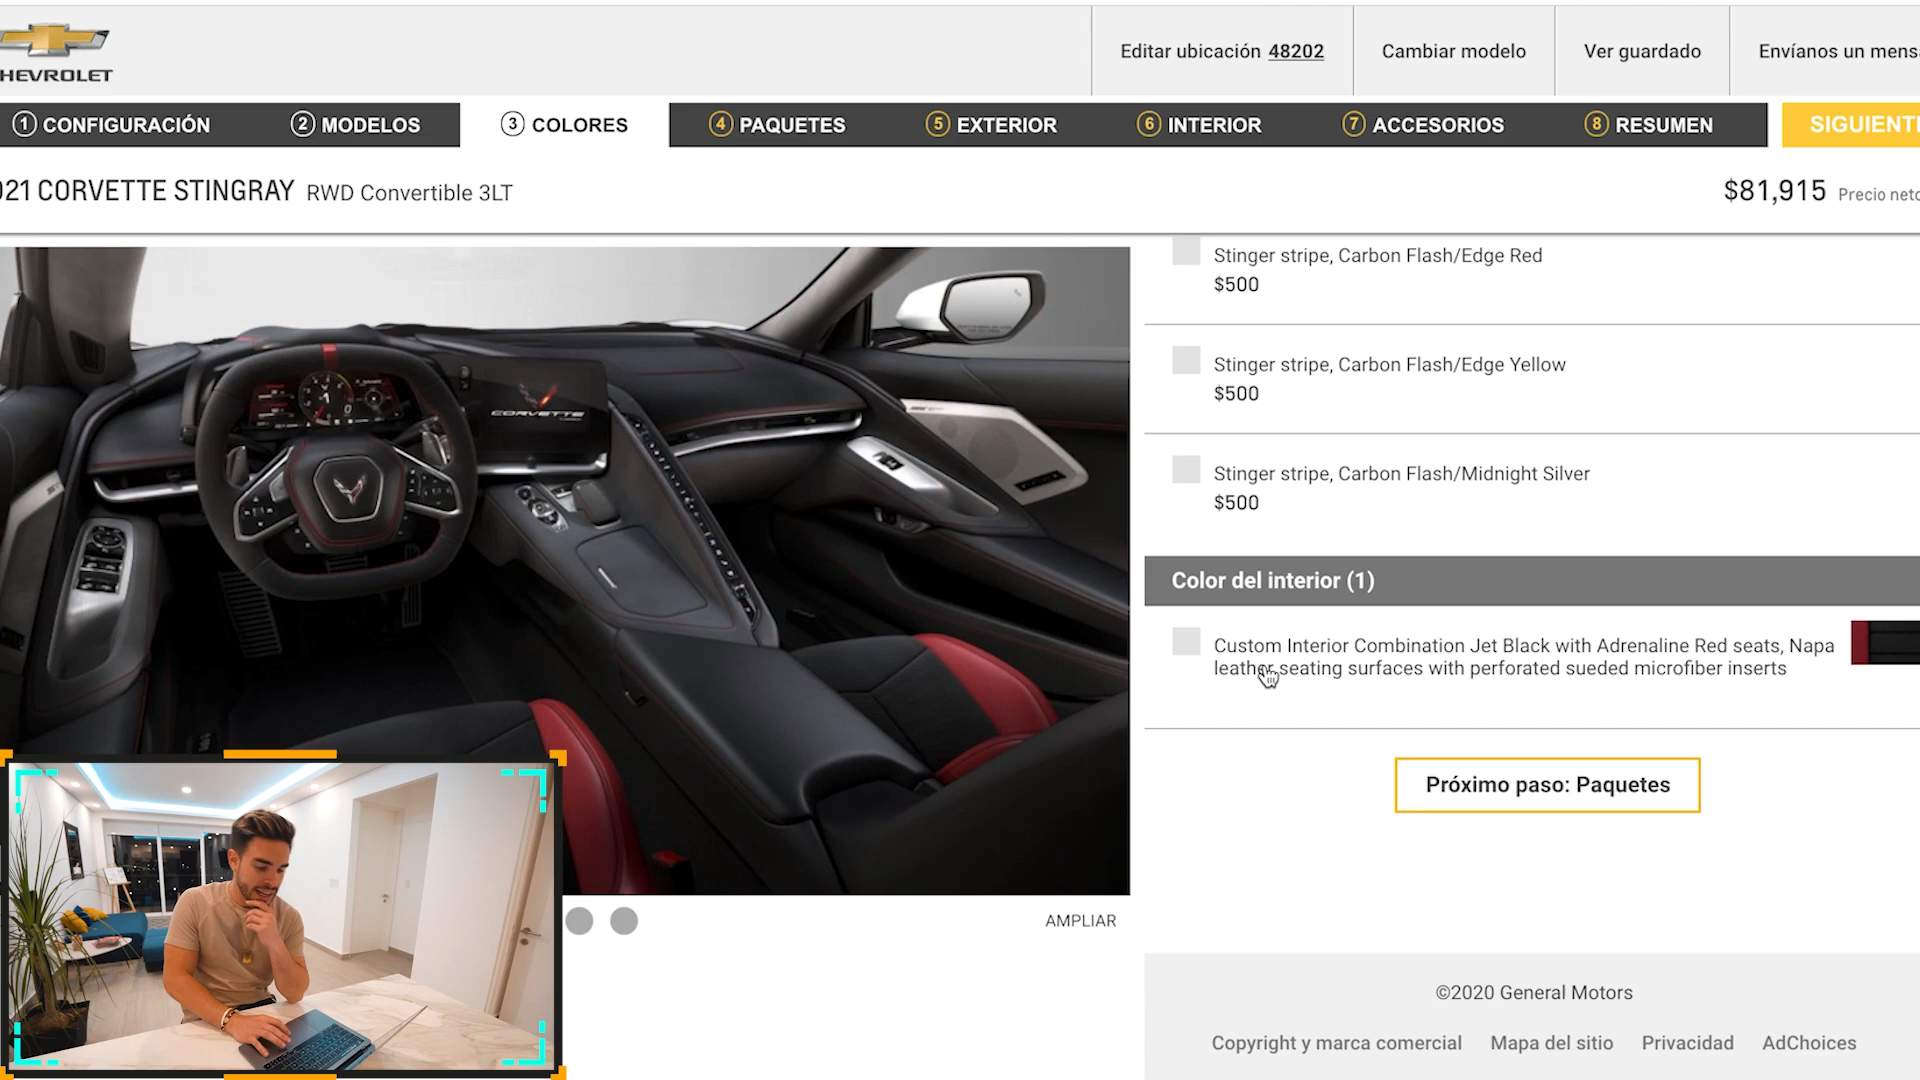 HEVROLET
Editar ubicación 48202
Cambiar modelo
Ver guardado
Envíanos un mens
1 CONFIGURACIÓN
2 MODELOS
3 COLORES
4 PAQUETES
5 EXTERIOR
6 INTERIOR
7 ACCESORIOS
8 RESUMEN
SIGUIENT
021 CORVETTE STINGRAY RWD Convertible 3LT
$81,915 Precio neto
Stinger stripe, Carbon Flash/Edge Red
$500
Stinger stripe, Carbon Flash/Edge Yellow
$500
Stinger stripe, Carbon Flash/Midnight Silver
$500
CORVETTE
Color del interior (1)
Custom Interior Combination Jet Black with Adrenaline Red seats, Napa
leather seating surfaces with perforated sueded microfiber inserts
Próximo paso: Paquetes
AMPLIAR
©2020 General Motors
Copyright y marca comercial
Mapa del sitio
Privacidad
AdChoices